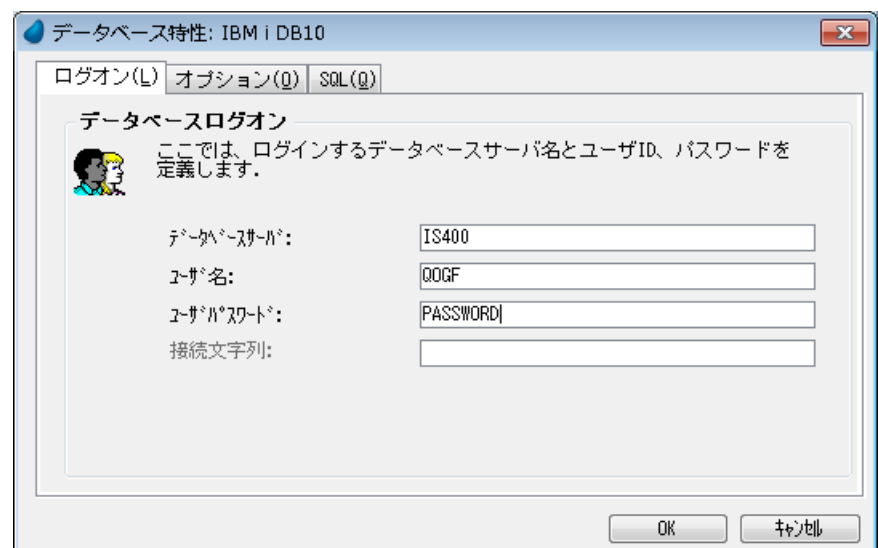 データベース特性: IBM i DB10
ログオン(L) オプション(O) SQL(Q)
データベースログオン
ここでは、ログインするデータベースサーバ名とユーザID、パスワードを
定義します.
ﾃﾞｰﾀﾍﾞｰｽｻｰﾊﾞ: IS400
ﾕｰｻﾞ名: QOGF
ﾕｰｻﾞﾊﾟｽﾜｰﾄﾞ: PASSWORD
接続文字列:
OK ｷｬﾝｾﾙ